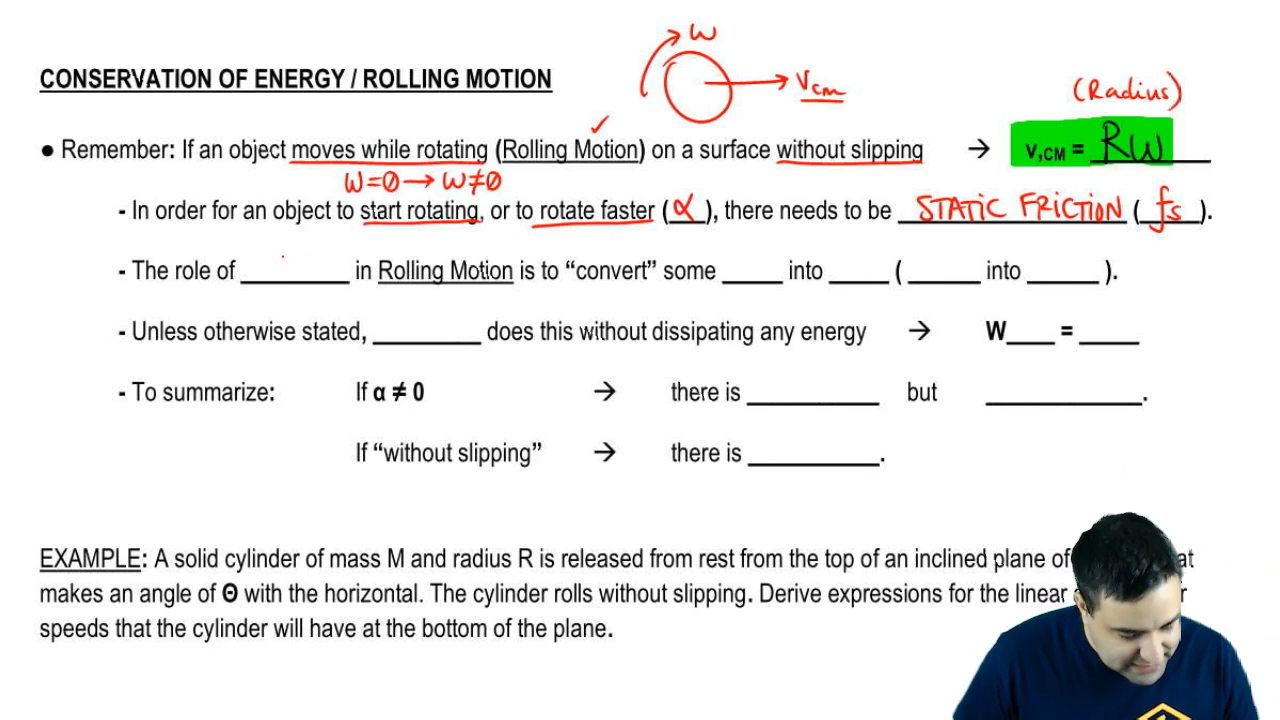 ω
CONSERVATION OF ENERGY / ROLLING MOTION
Vcm
(Radius)
● Remember: If an object moves while rotating (Rolling Motion) on a surface without slipping → v,CM = Rω
ω=0 → ω≠0
- In order for an object to start rotating, or to rotate faster (α), there needs to be STATIC FRICTION (fs).
- The role of ________ in Rolling Motion is to “convert” some _____ into _____ ( ______ into ______ ).
- Unless otherwise stated, _________ does this without dissipating any energy → W____ = _____
- To summarize: If α ≠ 0 → there is ___________ but _____________.
If “without slipping” → there is ___________.
EXAMPLE: A solid cylinder of mass M and radius R is released from rest from the top of an inclined plane of
makes an angle of Θ with the horizontal. The cylinder rolls without slipping. Derive expressions for the linear
speeds that the cylinder will have at the bottom of the plane.